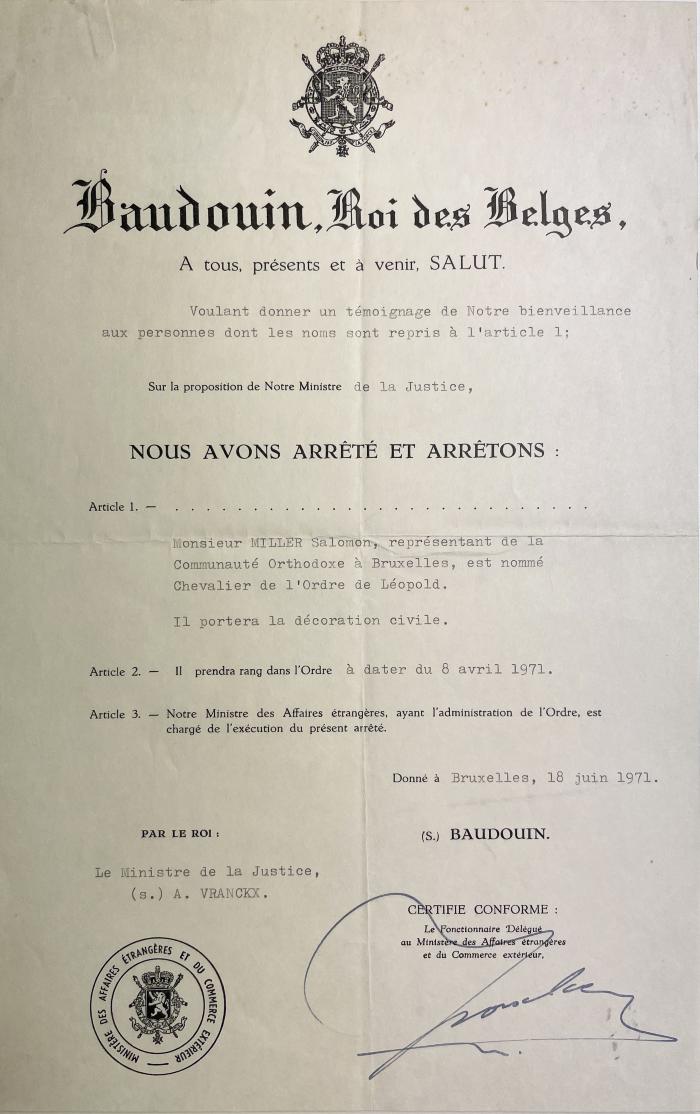 Baudouin, Roi des Belges,
A tous, présents et à venir, SALUT.
Voulant donner un témoignage de Notre bienveillance
aux personnes dont les noms sont repris à l'article 1;
Sur la proposition de Notre Ministre de la Justice,
NOUS AVONS ARRÊTÉ ET ARRÊTONS :
Article 1. — . . . . . . . . . . . . . . . . . . . . . . . . . . . .
Monsieur MILLER Salomon, représentant de la
Communauté Orthodoxe à Bruxelles, est nommé
Chevalier de l'Ordre de Léopold.
Il portera la décoration civile.
Article 2. — Il prendra rang dans l'Ordre à dater du 8 avril 1971.
Article 3. — Notre Ministre des Affaires étrangères, ayant l'administration de l'Ordre, est
chargé de l'exécution du présent arrêté.
Donné à Bruxelles, 18 juin 1971.
PAR LE ROI :
Le Ministre de la Justice,
(s.) A. VRANCKX.
(S.) BAUDOUIN.
CERTIFIE CONFORME :
Le Fonctionnaire Délégué
au Ministère des Affaires étrangères
et du Commerce extérieur,
MINISTÈRE DES AFFAIRES ÉTRANGÈRES ET DU COMMERCE EXTÉRIEUR